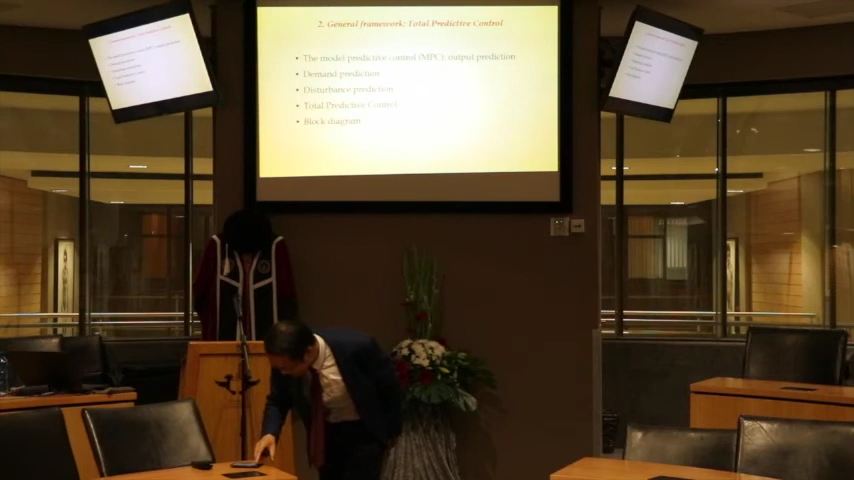 2. General framework: Total Predictive Control
• The model predictive control (MPC): output prediction
• Demand prediction
• Disturbance prediction
• Total Predictive Control
• Block diagram